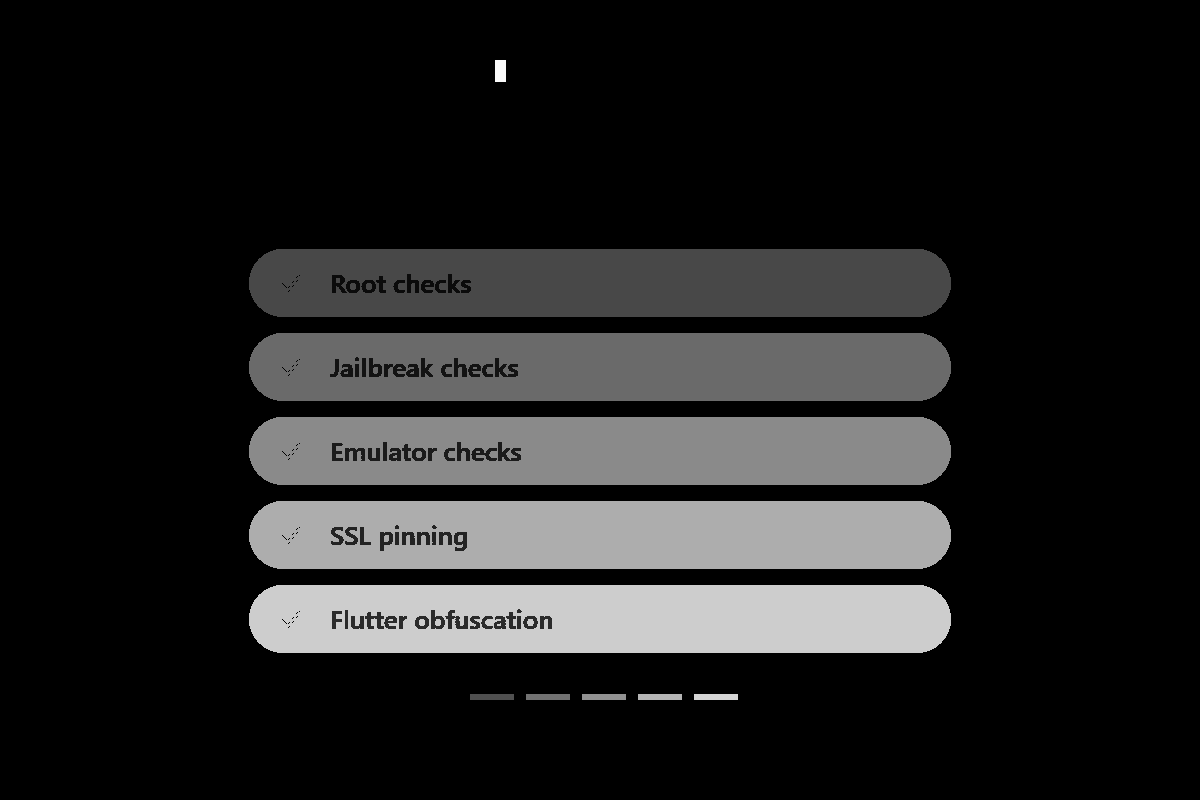 Root checks
Jailbreak checks
Emulator checks
SSL pinning
Flutter obfuscation